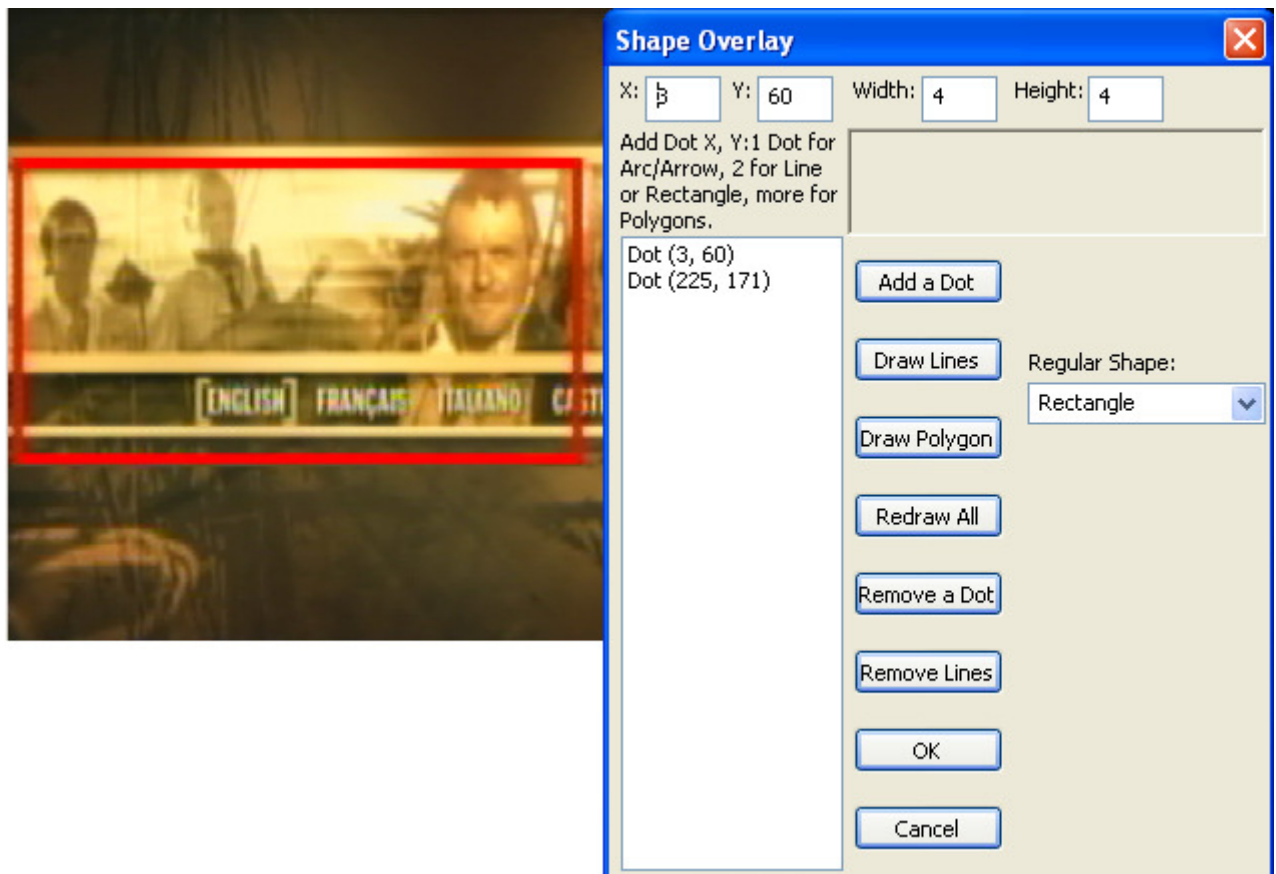 Shape Overlay
X: 3 Y: 60 Width: 4 Height: 4
Add Dot X, Y:1 Dot for
Arc/Arrow, 2 for Line
or Rectangle, more for
Polygons.
Dot (3, 60)
Dot (225, 171)
Add a Dot
Draw Lines
Regular Shape:
Rectangle
Draw Polygon
Redraw All
Remove a Dot
Remove Lines
OK
Cancel
[ENGLISH] FRANÇAIS ITALIANO